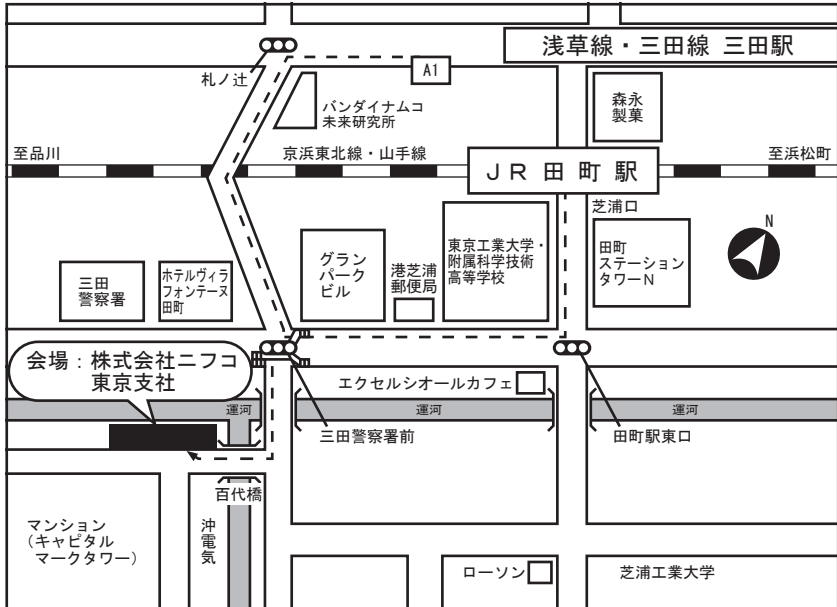 浅草線・三田線 三田駅
A1
札ノ辻
バンダイナムコ
未来研究所
森永
製菓
至品川
京浜東北線・山手線
JR田町駅
至浜松町
芝浦口
N
三田
警察署
ホテルヴィラ
フォンテーヌ
田町
グラン
パーク
ビル
港芝浦
郵便局
東京工業大学・
附属科学技術
高等学校
田町
ステーション
タワーN
会場：株式会社ニフコ
東京支社
エクセルシオールカフェ
運河
運河
運河
三田警察署前
田町駅東口
百代橋
マンション
（キャピタル
マークタワー）
沖電気
ローソン
芝浦工業大学